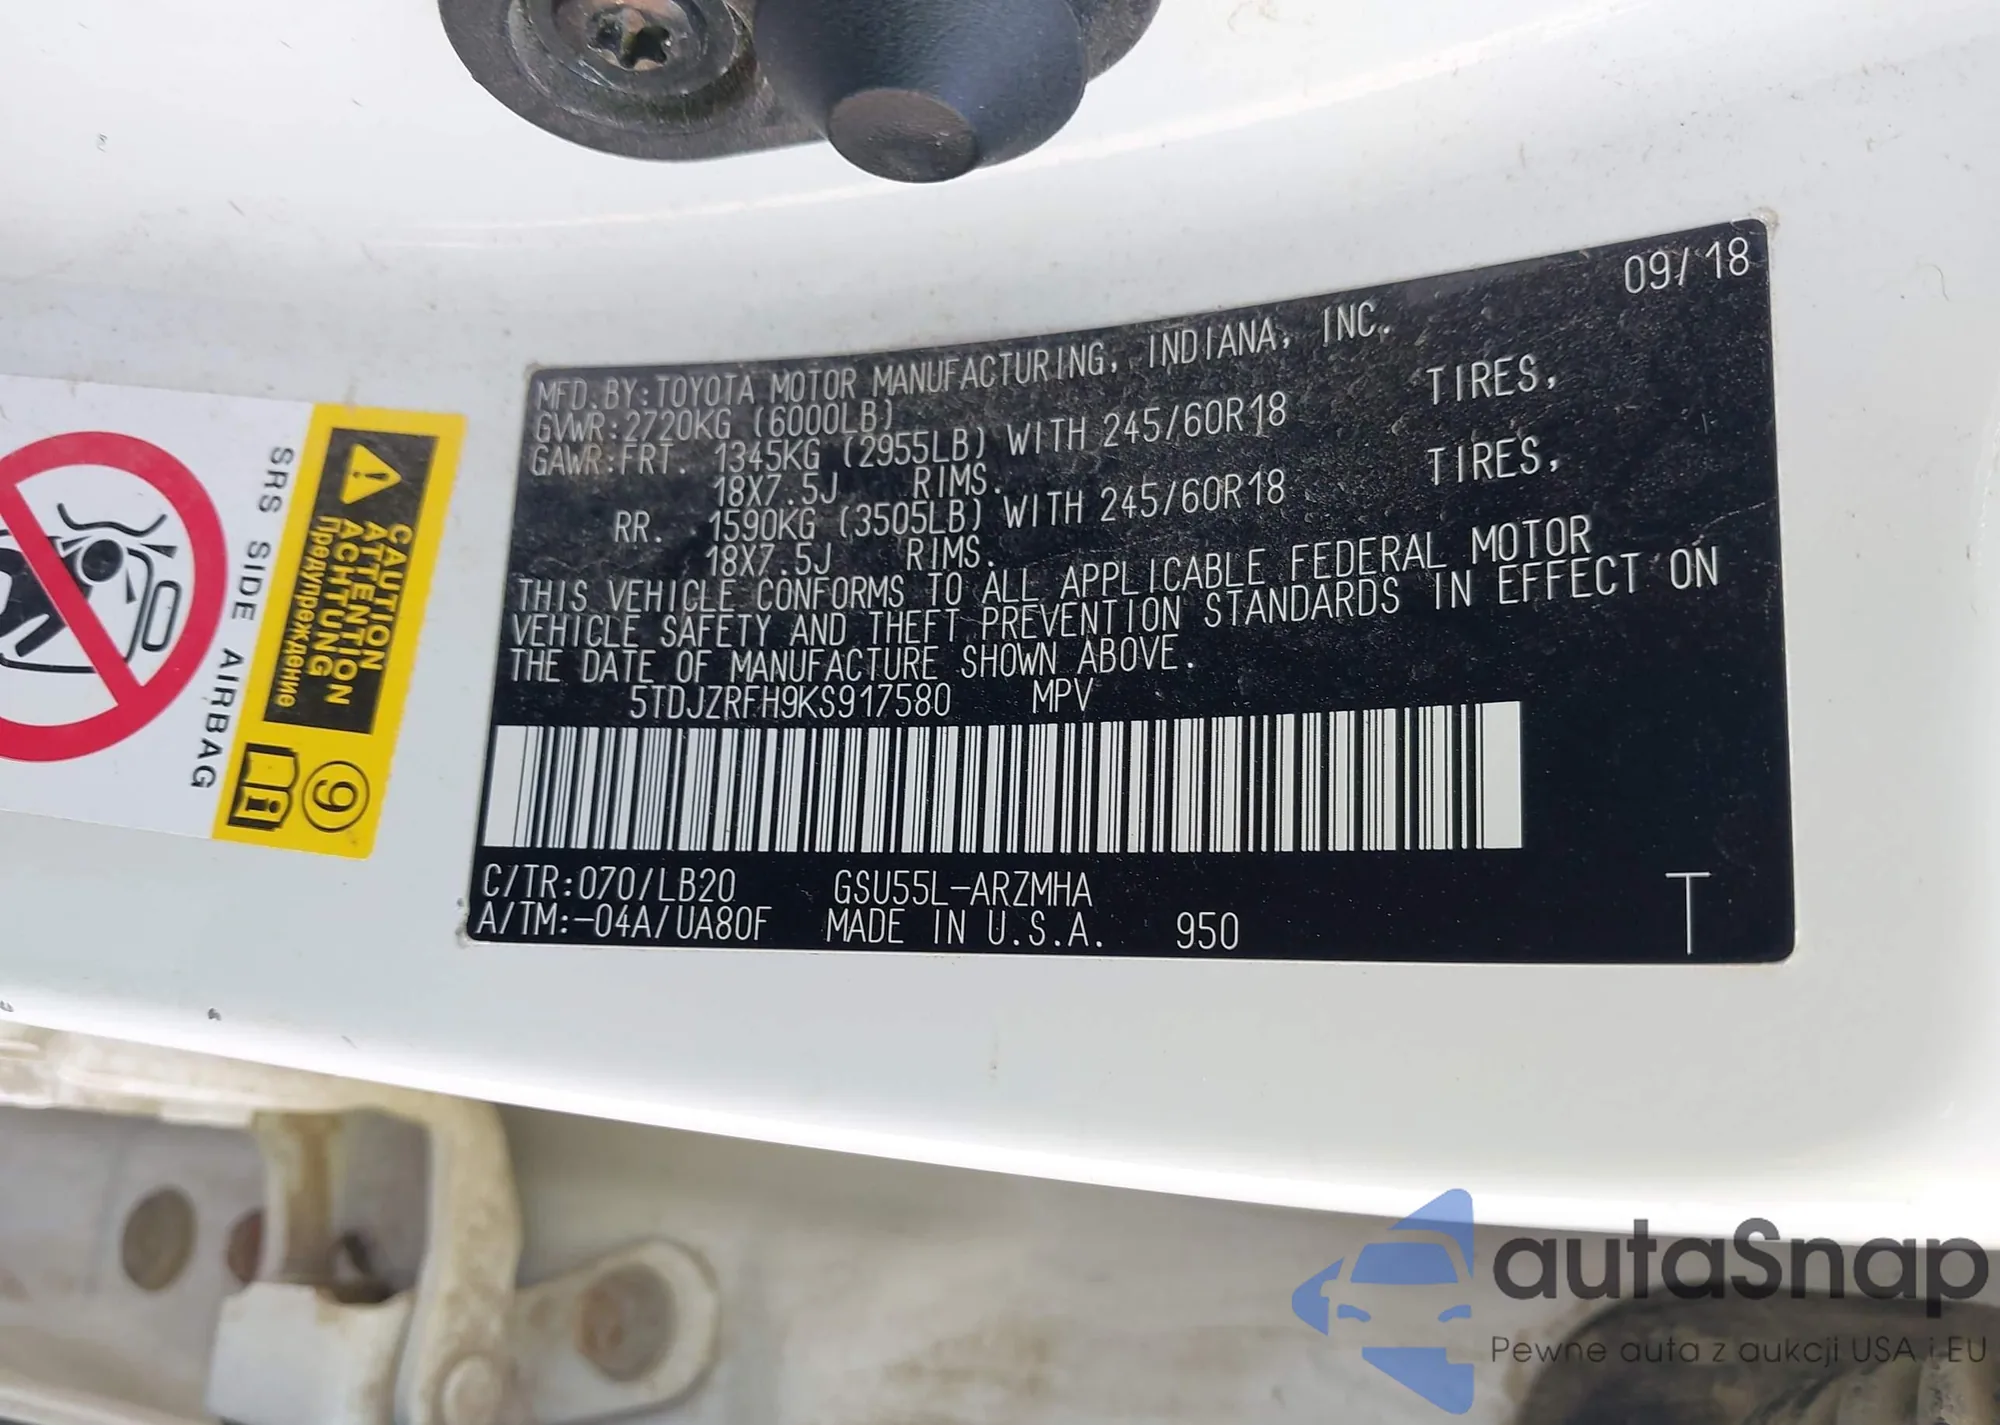 09/18
MFD.BY:TOYOTA MOTOR MANUFACTURING, INDIANA, INC.
GVWR:2720KG (6000LB)
GAWR:FRT. 1345KG (2955LB) WITH 245/60R18 TIRES,
18X7.5J RIMS.
RR. 1590KG (3505LB) WITH 245/60R18 TIRES,
18X7.5J RIMS.
THIS VEHICLE CONFORMS TO ALL APPLICABLE FEDERAL MOTOR
VEHICLE SAFETY AND THEFT PREVENTION STANDARDS IN EFFECT ON
THE DATE OF MANUFACTURE SHOWN ABOVE.
5TDJZRFH9KS917580 MPV
C/TR:070/LB20 GSU55L-ARZMHA
A/TM:-04A/UA80F MADE IN U.S.A. 950
T
CAUTION
ATTENTION
ACHTUNG
Предупреждение
SRS SIDE AIRBAG
9
i
autaSnap
Pewne auta z aukcji USA i EU